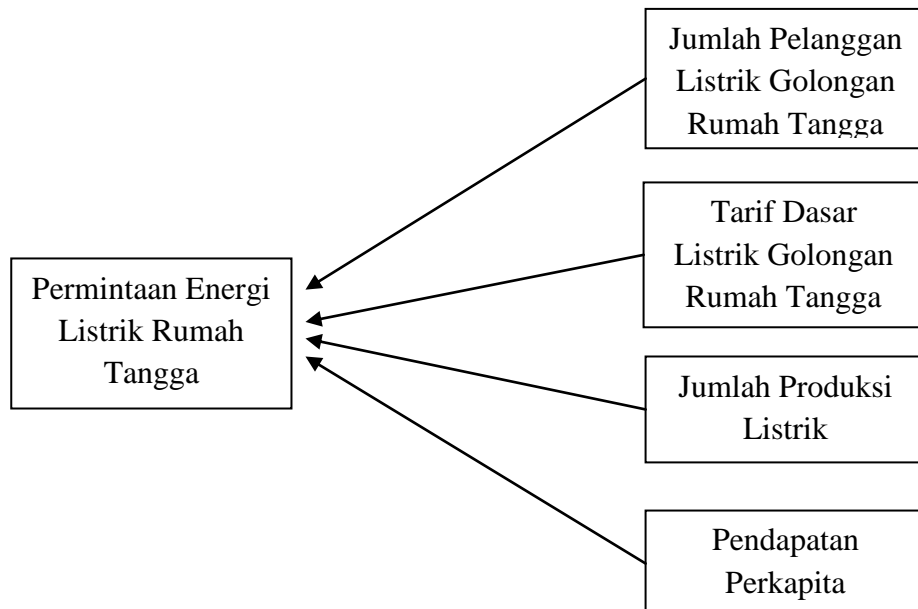 Jumlah Pelanggan
Listrik Golongan
Rumah Tangga
Tarif Dasar
Listrik Golongan
Rumah Tangga
Permintaan Energi
Listrik Rumah
Tangga
Jumlah Produksi
Listrik
Pendapatan
Perkapita